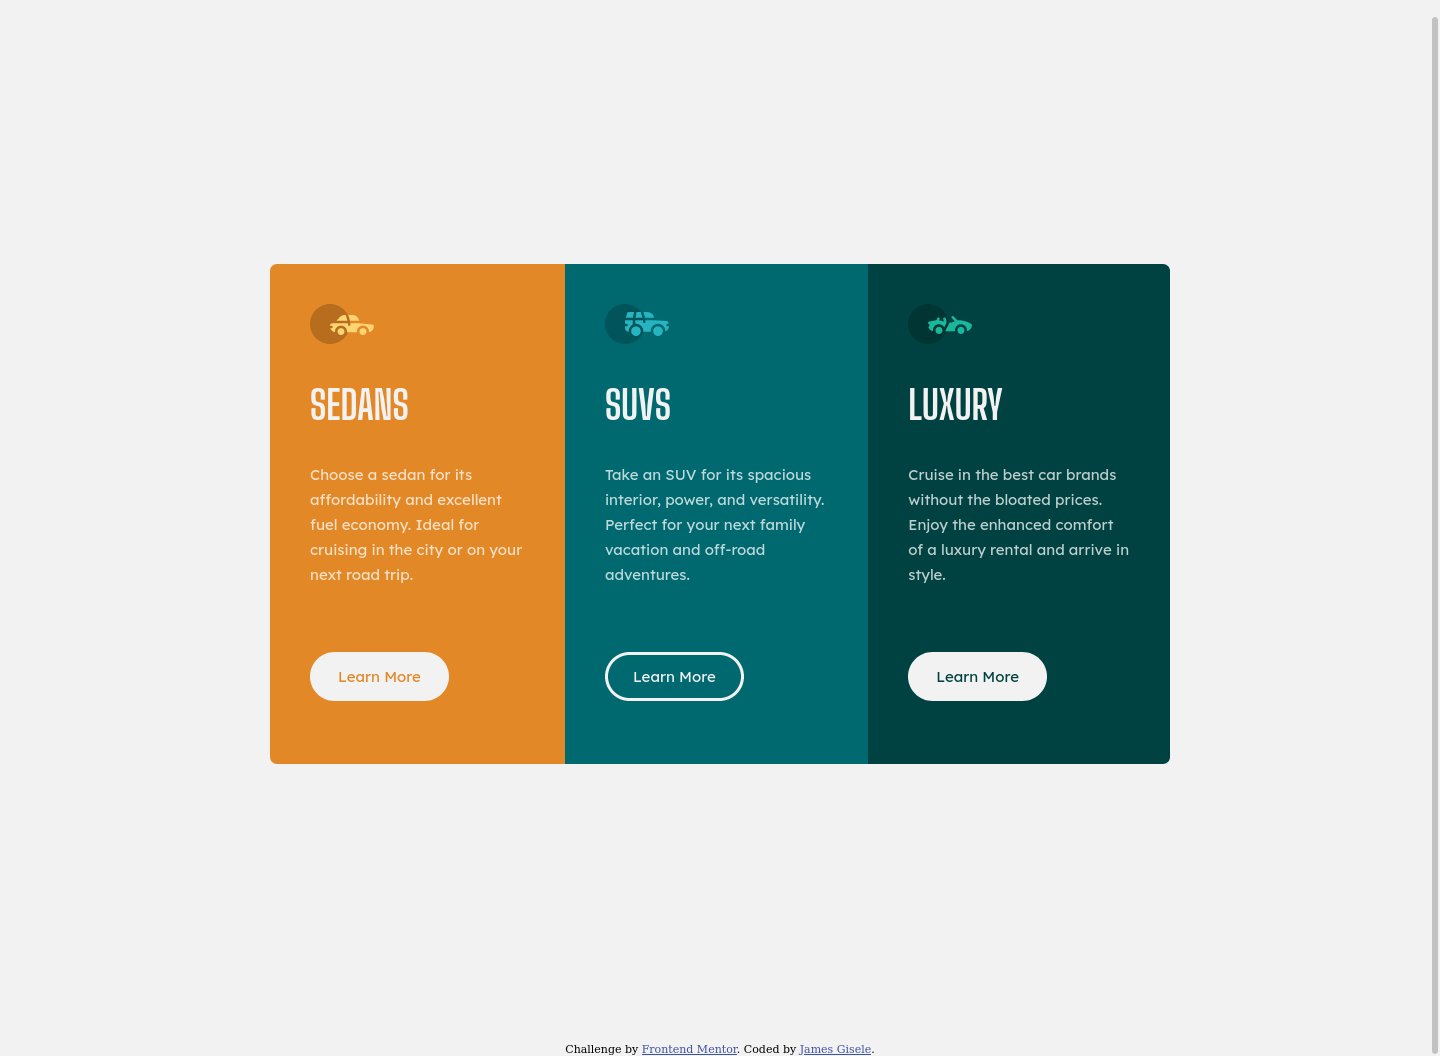 SEDANS
Choose a sedan for its
affordability and excellent
fuel economy. Ideal for
cruising in the city or on your
next road trip.
Learn More
SUVS
Take an SUV for its spacious
interior, power, and versatility.
Perfect for your next family
vacation and off-road
adventures.
Learn More
LUXURY
Cruise in the best car brands
without the bloated prices.
Enjoy the enhanced comfort
of a luxury rental and arrive in
style.
Learn More
Challenge by Frontend Mentor. Coded by James Gisele.